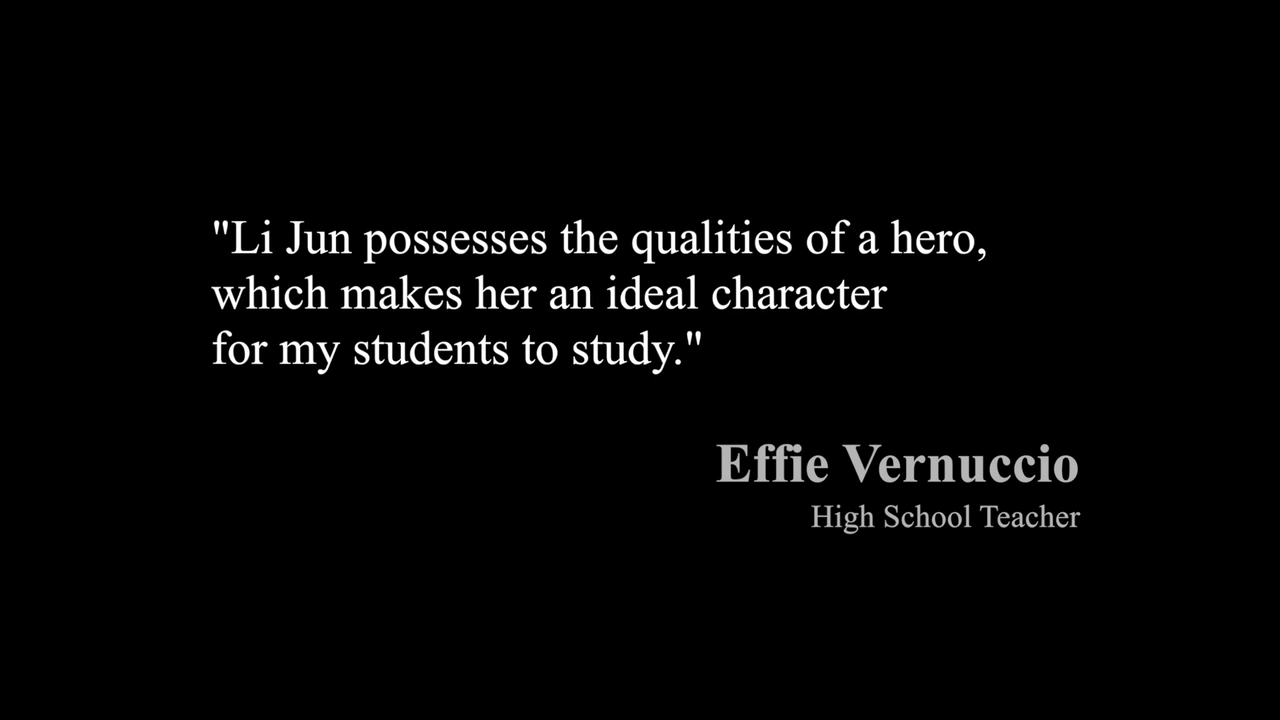 "Li Jun possesses the qualities of a hero,
which makes her an ideal character
for my students to study."
Effie Vernuccio
High School Teacher